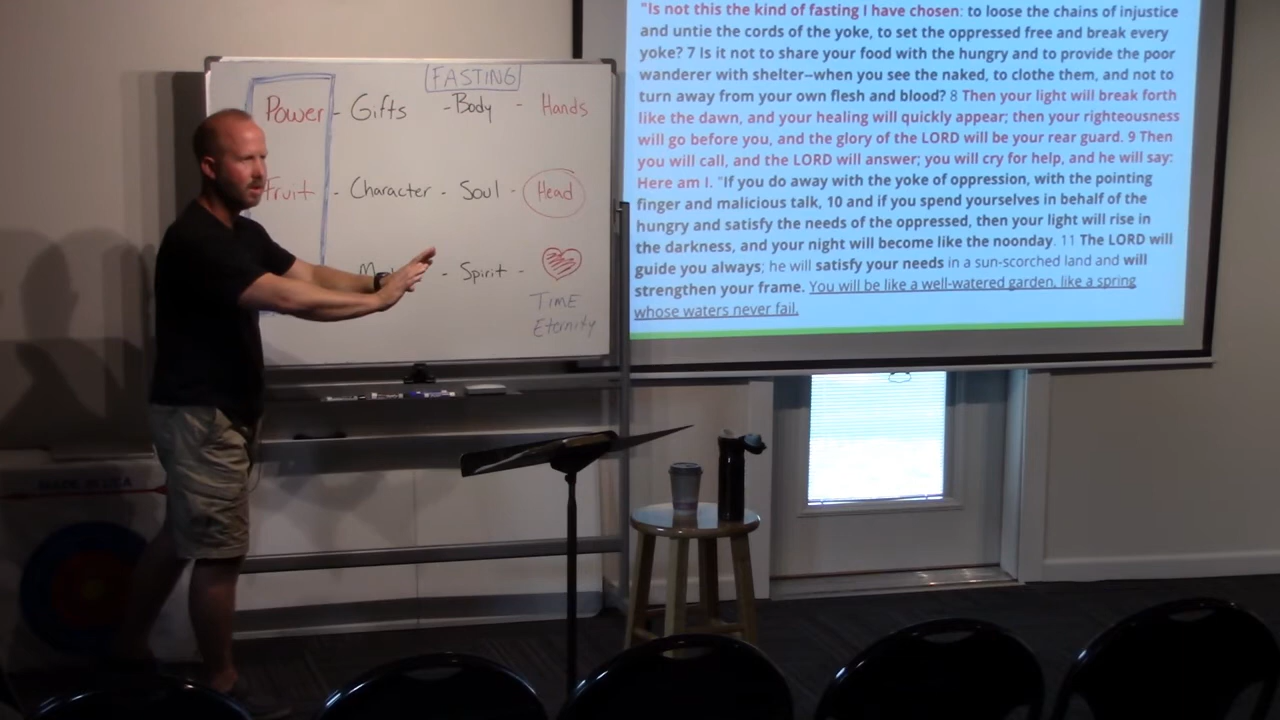 FASTING
Power - Gifts - Body - Hands
Fruit - Character - Soul - Head
- Spirit -
TIME
Eternity
"Is not this the kind of fasting I have chosen: to loose the chains of injustice
and untie the cords of the yoke, to set the oppressed free and break every
yoke? 7 Is it not to share your food with the hungry and to provide the poor
wanderer with shelter—when you see the naked, to clothe them, and not to
turn away from your own flesh and blood? 8 Then your light will break forth
like the dawn, and your healing will quickly appear; then your righteousness
will go before you, and the glory of the LORD will be your rear guard. 9 Then
you will call, and the LORD will answer; you will cry for help, and he will say:
Here am I. "If you do away with the yoke of oppression, with the pointing
finger and malicious talk, 10 and if you spend yourselves in behalf of the
hungry and satisfy the needs of the oppressed, then your light will rise in
the darkness, and your night will become like the noonday. 11 The LORD will
guide you always; he will satisfy your needs in a sun-scorched land and will
strengthen your frame. You will be like a well-watered garden, like a spring
whose waters never fail.
MADE IN USA